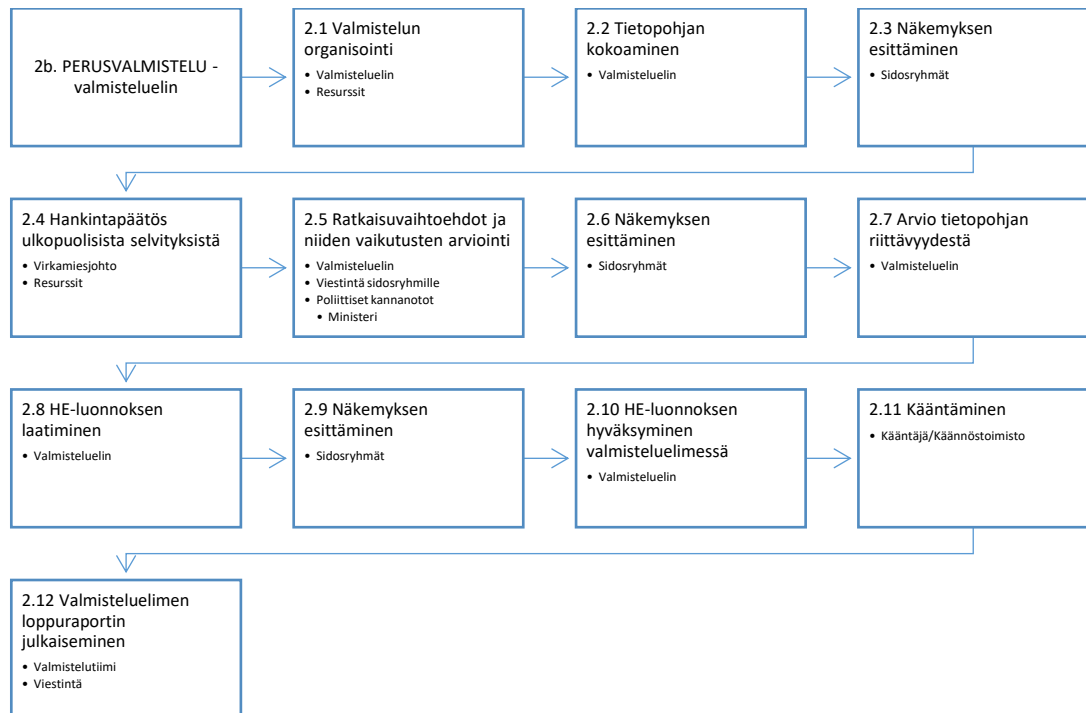 2b. PERUSVALMISTELU -
valmisteluelin
2.1 Valmistelun
organisointi
• Valmisteluelin
• Resurssit
2.2 Tietopohjan
kokoaminen
• Valmisteluelin
2.3 Näkemyksen
esittäminen
• Sidosryhmät
2.4 Hankintapäätös
ulkopuolisista selvityksistä
• Virkamiesjohto
• Resurssit
2.5 Ratkaisuvaihtoehdot ja
niiden vaikutusten arviointi
• Valmisteluelin
• Viestintä sidosryhmille
• Poliittiset kannanotot
• Ministeri
2.6 Näkemyksen
esittäminen
• Sidosryhmät
2.7 Arvio tietopohjan
riittävyydestä
• Valmisteluelin
2.8 HE-luonnoksen
laatiminen
• Valmisteluelin
2.9 Näkemyksen
esittäminen
• Sidosryhmät
2.10 HE-luonnoksen
hyväksyminen
valmisteluelimessä
• Valmisteluelin
2.11 Kääntäminen
• Kääntäjä/Käännöstoimisto
2.12 Valmisteluelimen
loppuraportin
julkaiseminen
• Valmistelutiimi
• Viestintä